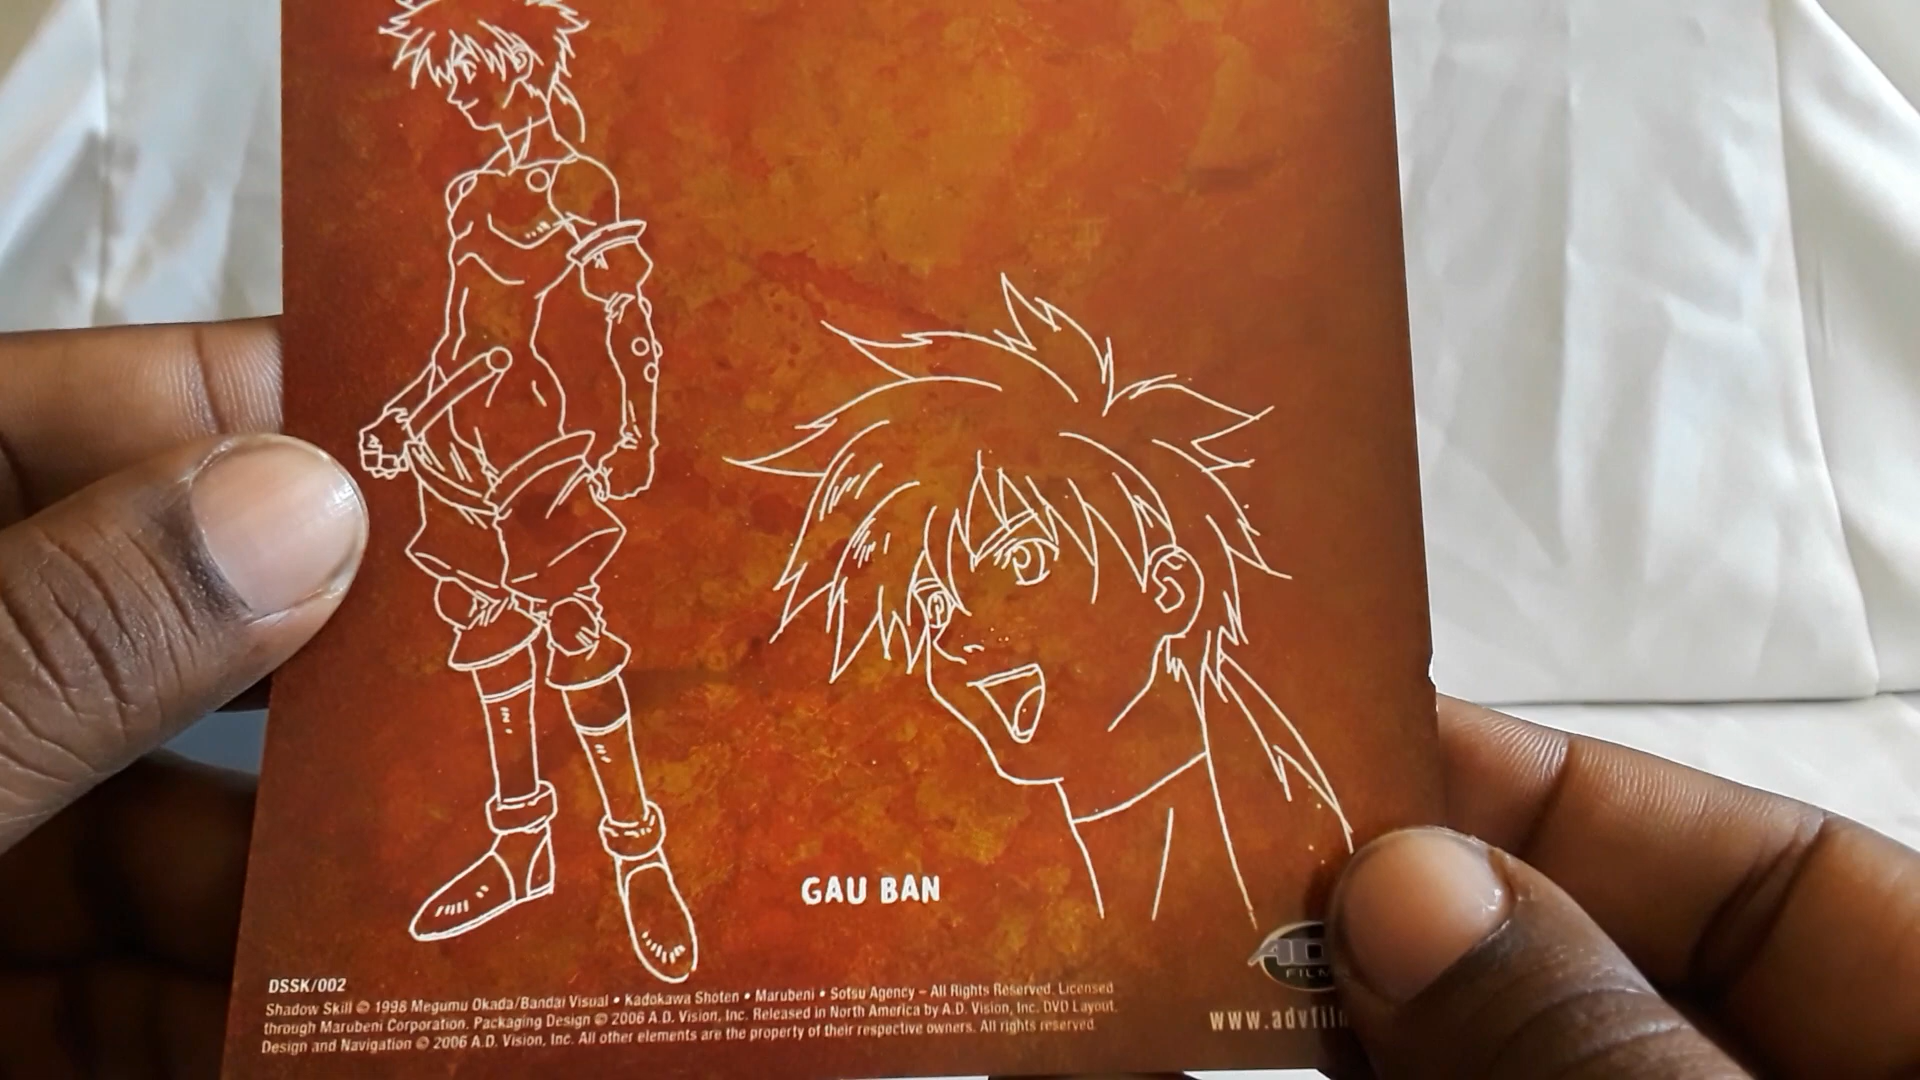 GAU BAN
DSSK/002
Shadow Skill © 1998 Megumu Okada/Bandai Visual • Kadokawa Shoten • Marubeni • Sotsu Agency – All Rights Reserved. Licensed
through Marubeni Corporation. Packaging Design © 2006 A.D. Vision, Inc. Released in North America by A.D. Vision, Inc. DVD Layout,
Design and Navigation © 2006 A.D. Vision, Inc. All other elements are the property of their respective owners. All rights reserved.